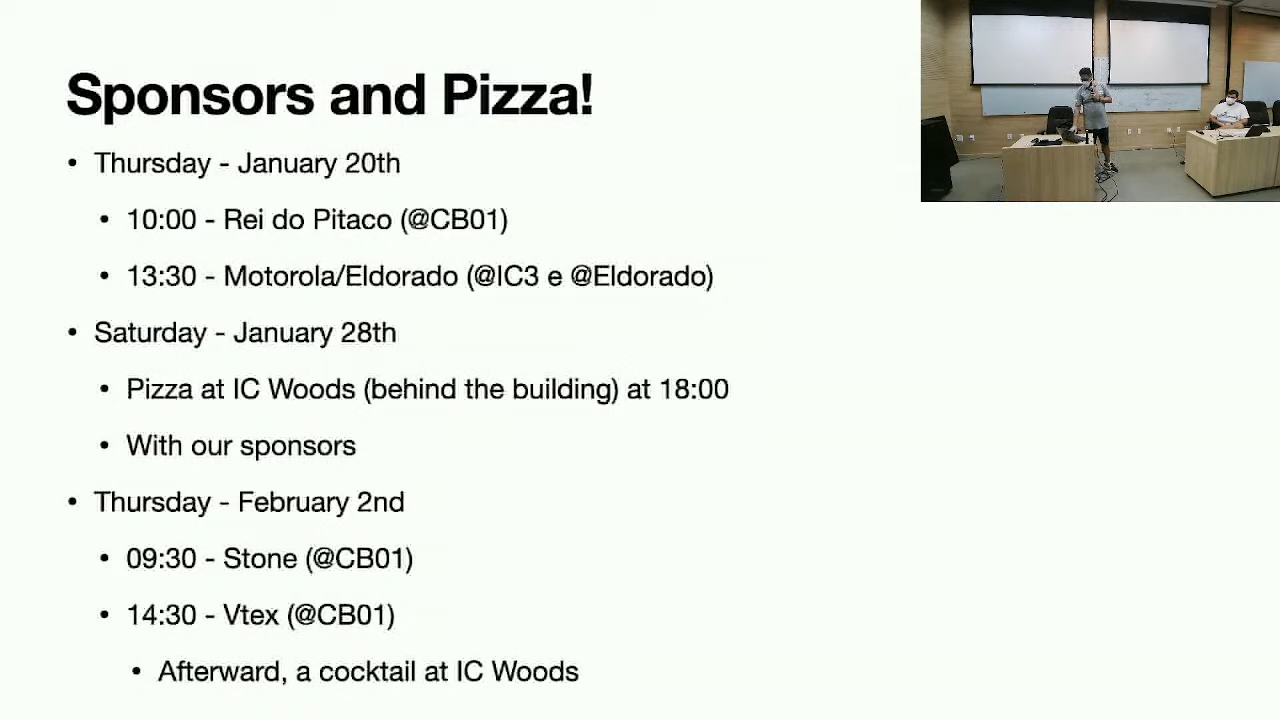 Sponsors and Pizza!
• Thursday - January 20th
• 10:00 - Rei do Pitaco (@CB01)
• 13:30 - Motorola/Eldorado (@IC3 e @Eldorado)
• Saturday - January 28th
• Pizza at IC Woods (behind the building) at 18:00
• With our sponsors
• Thursday - February 2nd
• 09:30 - Stone (@CB01)
• 14:30 - Vtex (@CB01)
• Afterward, a cocktail at IC Woods